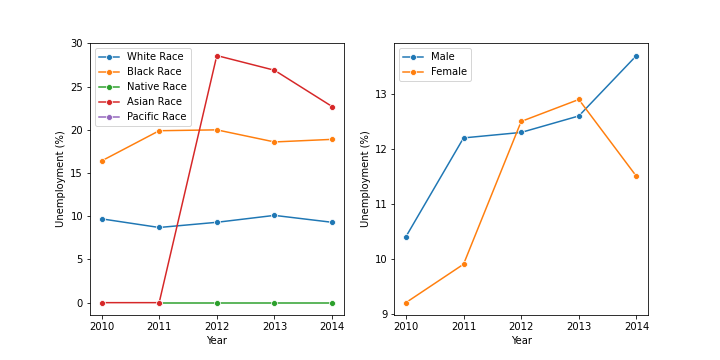 30
25
20
15
10
5
0
Unemployment (%)
White Race
Black Race
Native Race
Asian Race
Pacific Race
2010 2011 2012 2013 2014
Year
13
12
11
10
9
Unemployment (%)
Male
Female
2010 2011 2012 2013 2014
Year